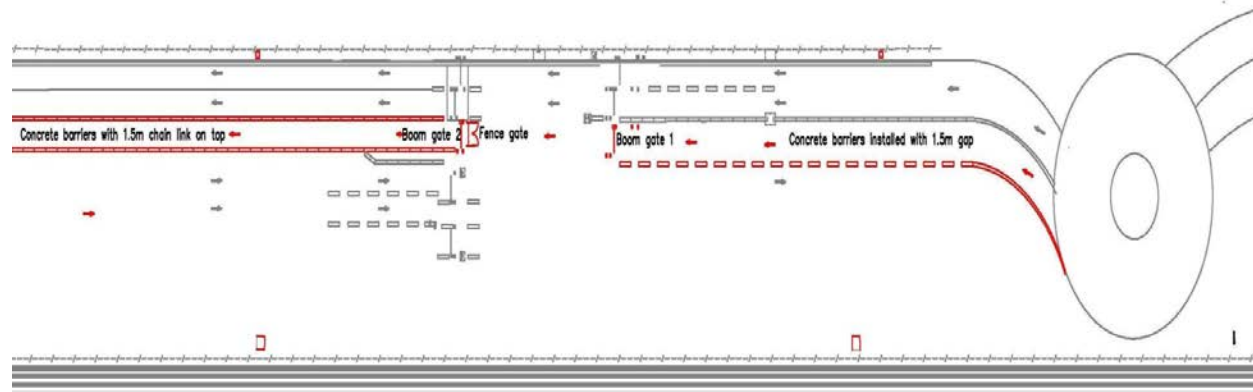 Concrete barriers with 1.5m chain link on top
Boom gate 2
Fence gate
Boom gate 1
Concrete barriers installed with 1.5m gap